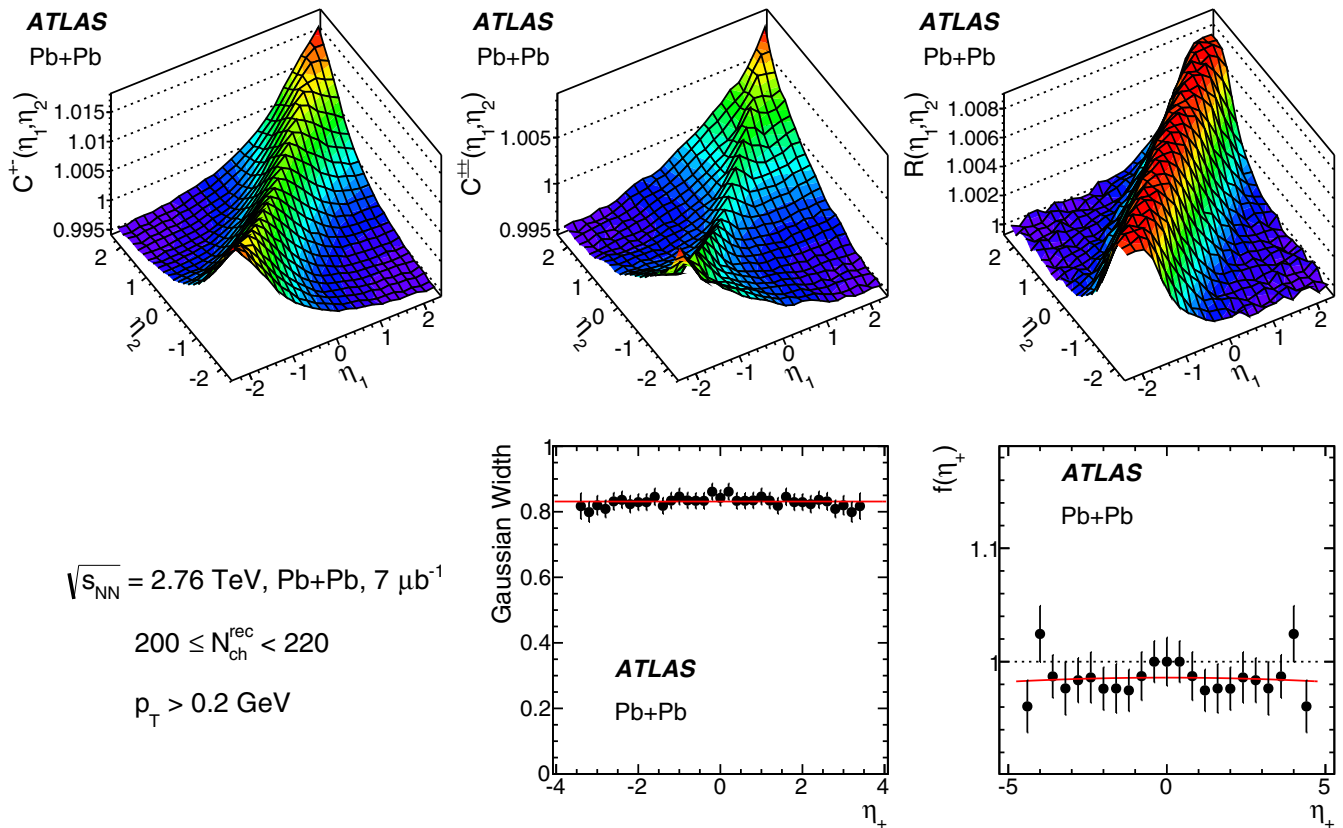 ATLAS
Pb+Pb
C⁺⁻(η₁,η₂)
1.015
1.01
1.005
1
0.995
2
1
0
-1
-2
η₂
-2
-1
0
1
2
η₁
ATLAS
Pb+Pb
C^±±(η₁,η₂)
1.005
1
0.995
2
1
0
-1
-2
η₂
-2
-1
0
1
2
η₁
ATLAS
Pb+Pb
R(η₁,η₂)
1.008
1.006
1.004
1.002
1
2
1
0
-1
-2
η₂
-2
-1
0
1
2
η₁
√s_NN = 2.76 TeV, Pb+Pb, 7 μb⁻¹
200 ≤ N_ch^rec < 220
p_T > 0.2 GeV
Gaussian Width
1
0.8
0.6
0.4
0.2
0
ATLAS
Pb+Pb
-4
-2
0
2
4
η₊
f(η₊)
ATLAS
Pb+Pb
1.1
1
-5
0
5
η₊